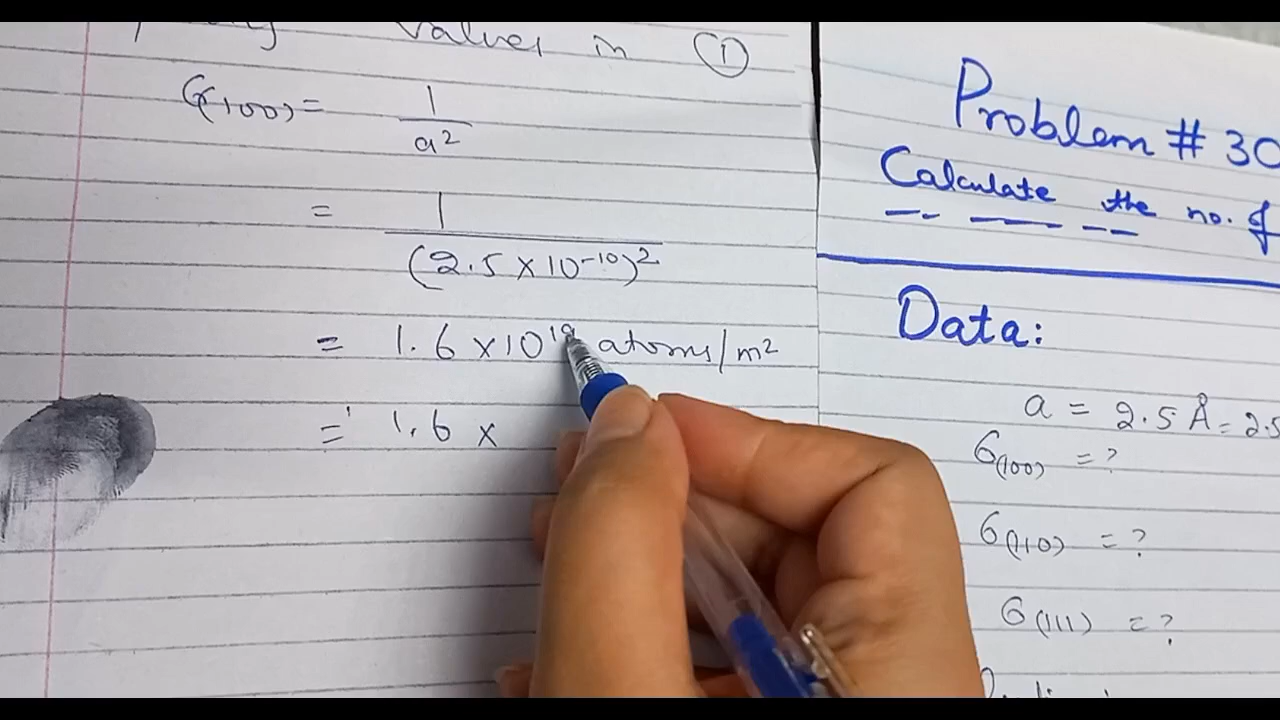 values in ①
σ(100) = 1/a²
= 1/(2.5 × 10⁻¹⁰)²
= 1.6 × 10¹⁹ atoms/m²
= 1.6 ×
Problem # 30
Calculate the no. of
Data:
a = 2.5 Å = 2.5
σ(100) = ?
σ(110) = ?
σ(111) = ?